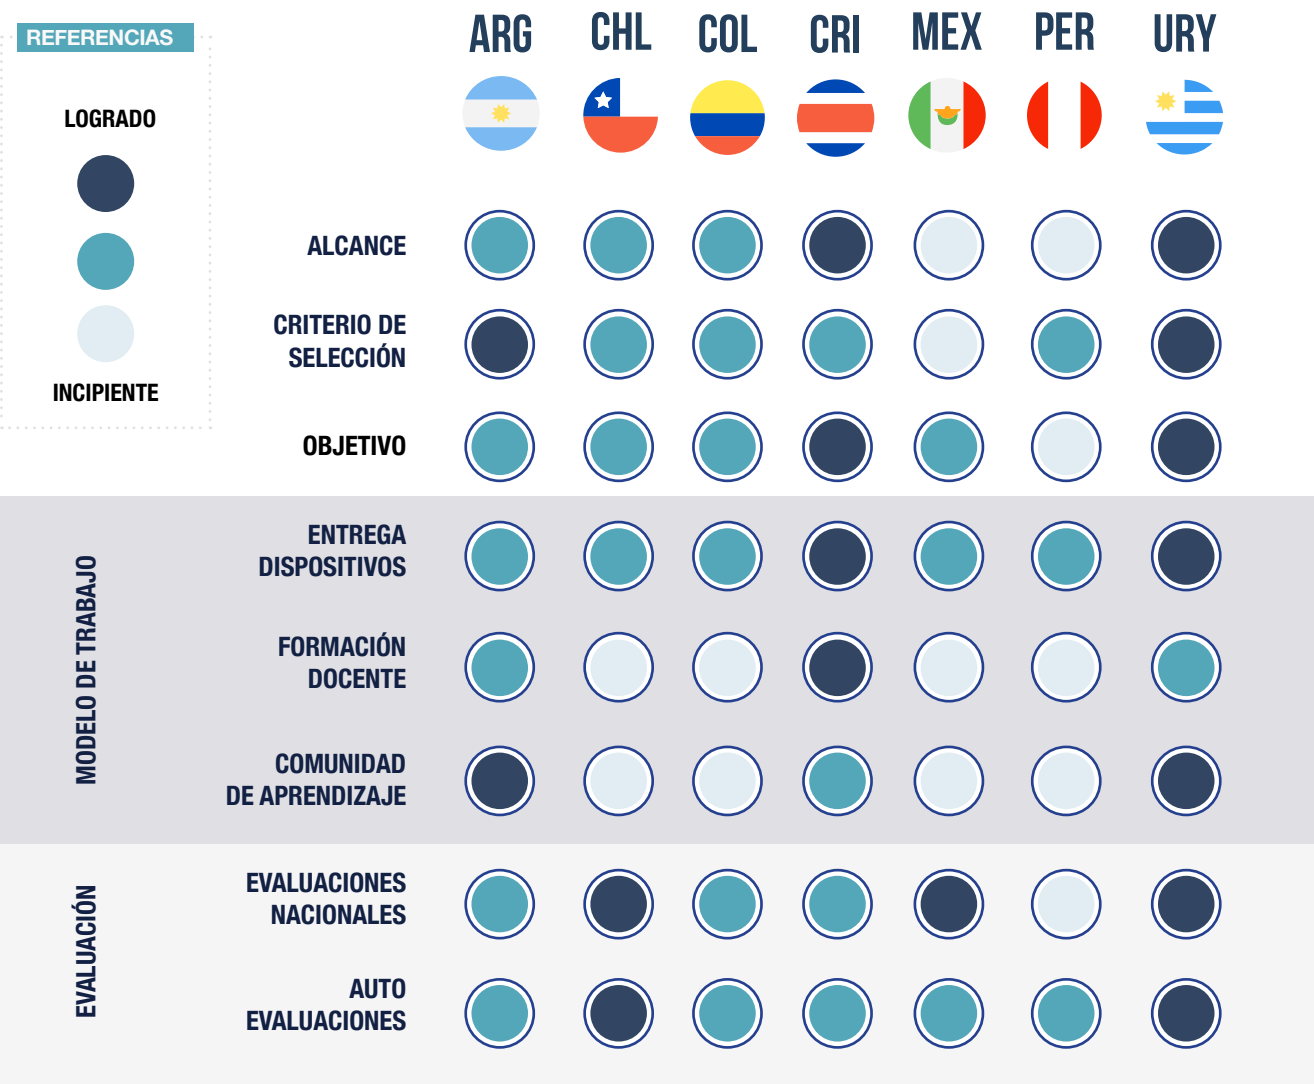 REFERENCIAS
LOGRADO
INCIPIENTE
ARG CHL COL CRI MEX PER URY
ALCANCE
CRITERIO DE
SELECCIÓN
OBJETIVO
MODELO DE TRABAJO
ENTREGA
DISPOSITIVOS
FORMACIÓN
DOCENTE
COMUNIDAD
DE APRENDIZAJE
EVALUACIÓN
EVALUACIONES
NACIONALES
AUTO
EVALUACIONES